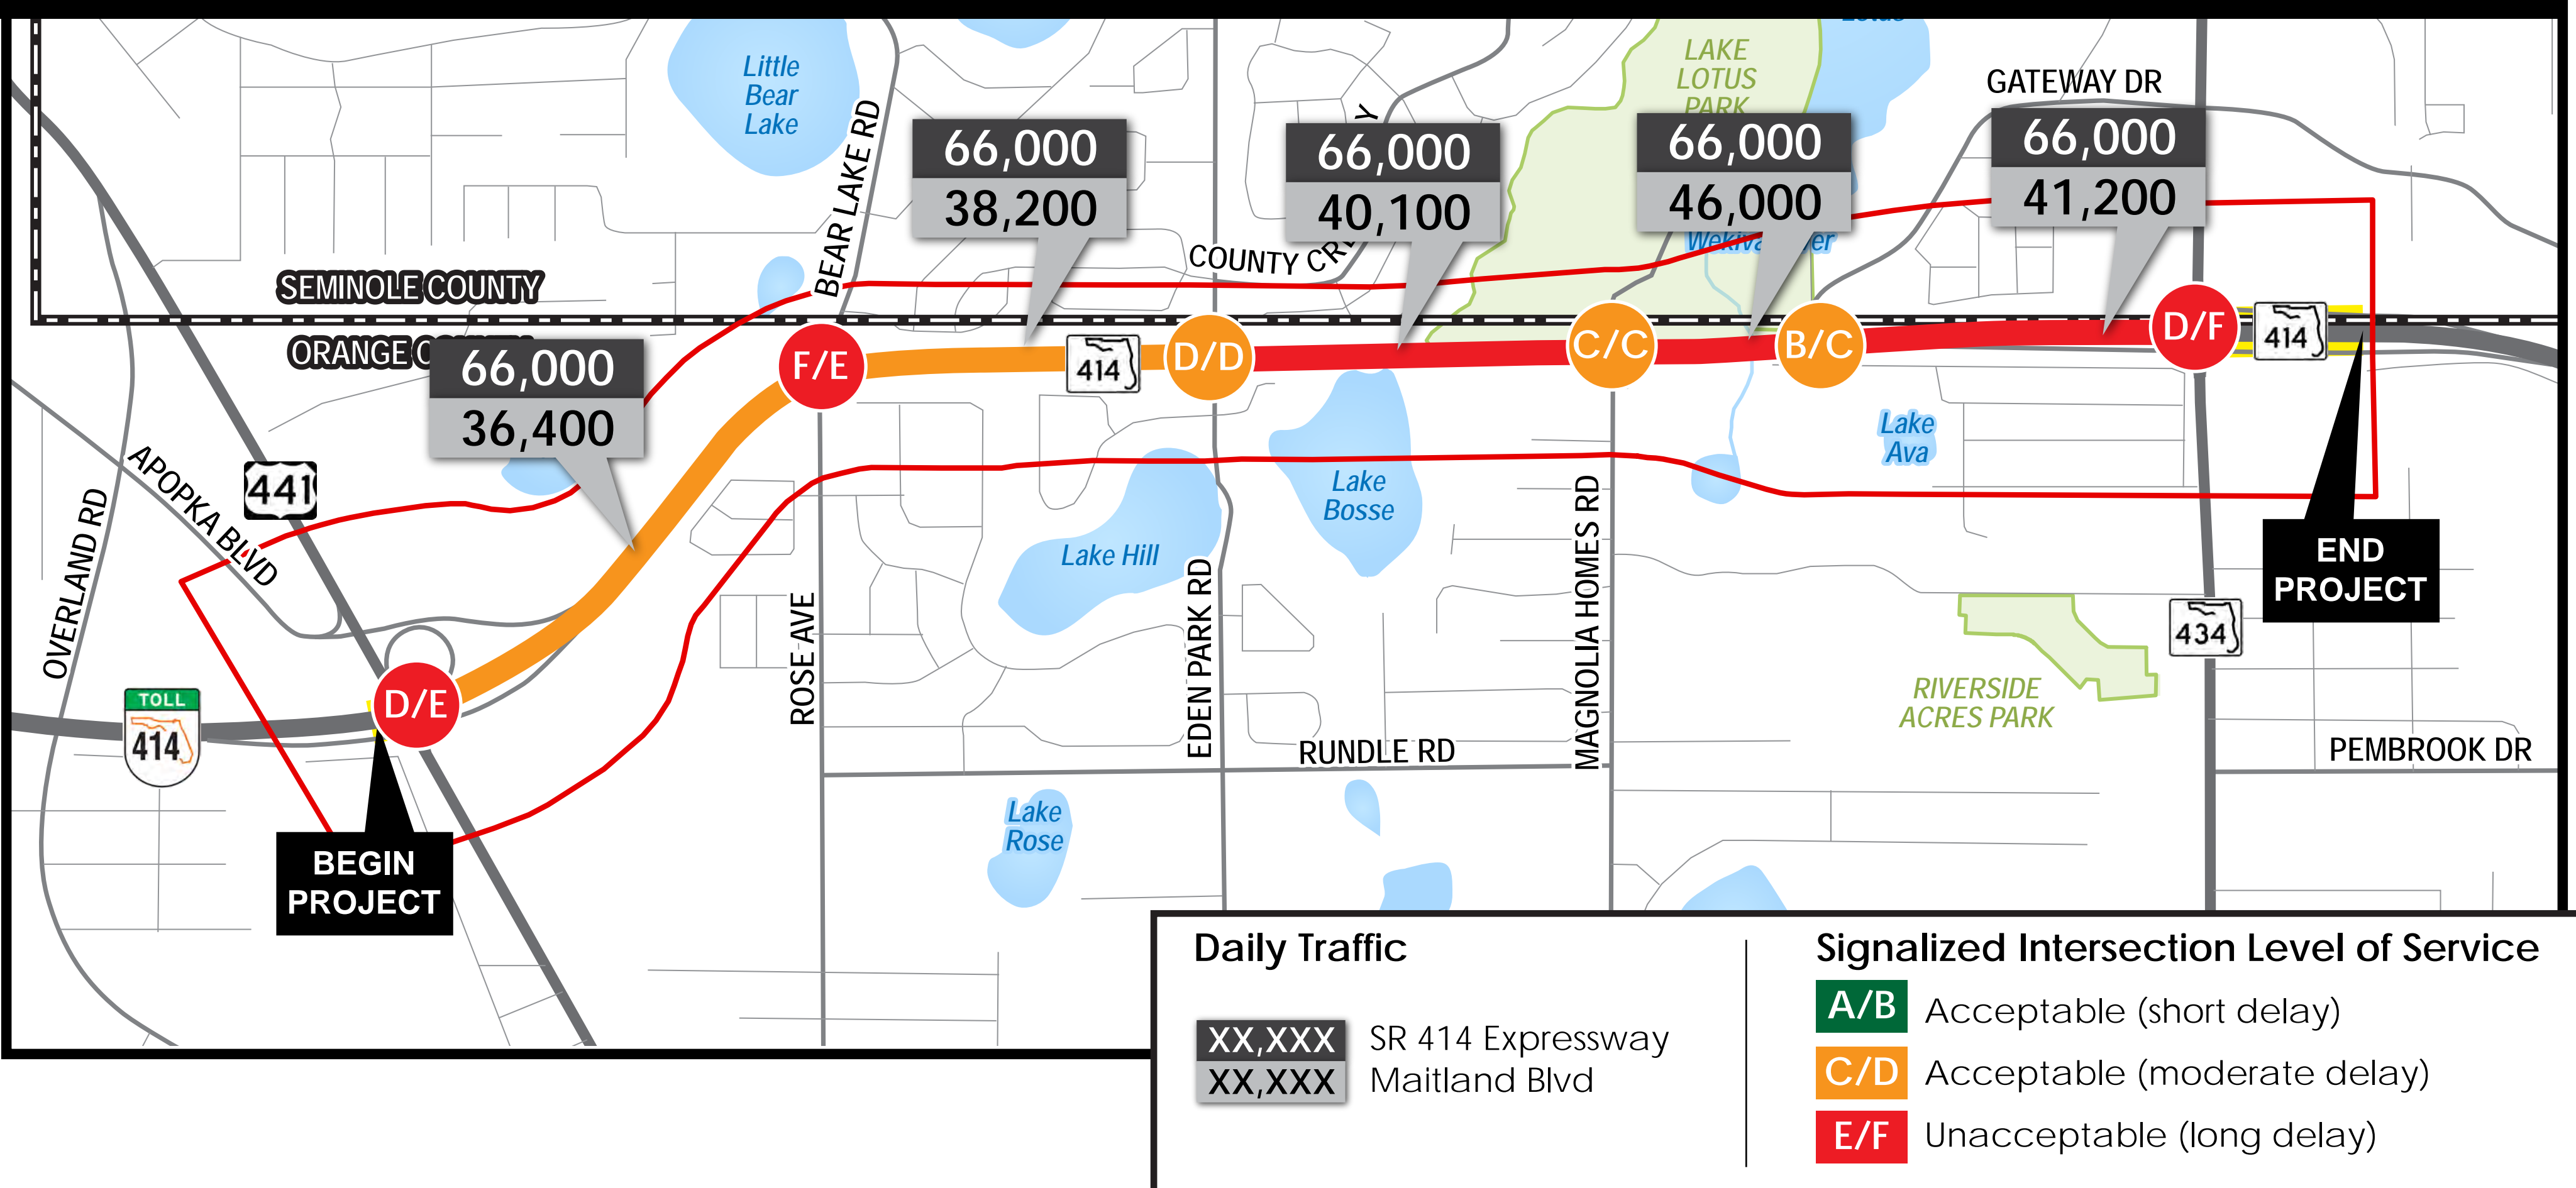 Little
Bear
Lake
LAKE
LOTUS
PARK
GATEWAY DR
BEAR LAKE RD
66,000
38,200
66,000
40,100
66,000
46,000
66,000
41,200
COUNTY
SEMINOLE COUNTY
ORANGE
66,000
36,400
F/E
414
D/D
C/C
B/C
D/F
414
441
APOPKA BLVD
OVERLAND RD
Lake
Ava
Lake
Bosse
Lake Hill
END
PROJECT
ROSE AVE
EDEN PARK RD
MAGNOLIA HOMES RD
434
D/E
TOLL
414
RIVERSIDE
ACRES PARK
RUNDLE RD
PEMBROOK DR
Lake
Rose
BEGIN
PROJECT
Daily Traffic
XX,XXX SR 414 Expressway
XX,XXX Maitland Blvd
Signalized Intersection Level of Service
A/B Acceptable (short delay)
C/D Acceptable (moderate delay)
E/F Unacceptable (long delay)